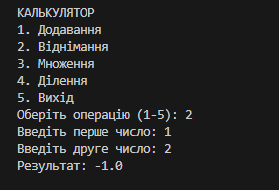 КАЛЬКУЛЯТОР
1. Додавання
2. Віднімання
3. Множення
4. Ділення
5. Вихід
Оберіть операцію (1-5): 2
Введіть перше число: 1
Введіть друге число: 2
Результат: -1.0